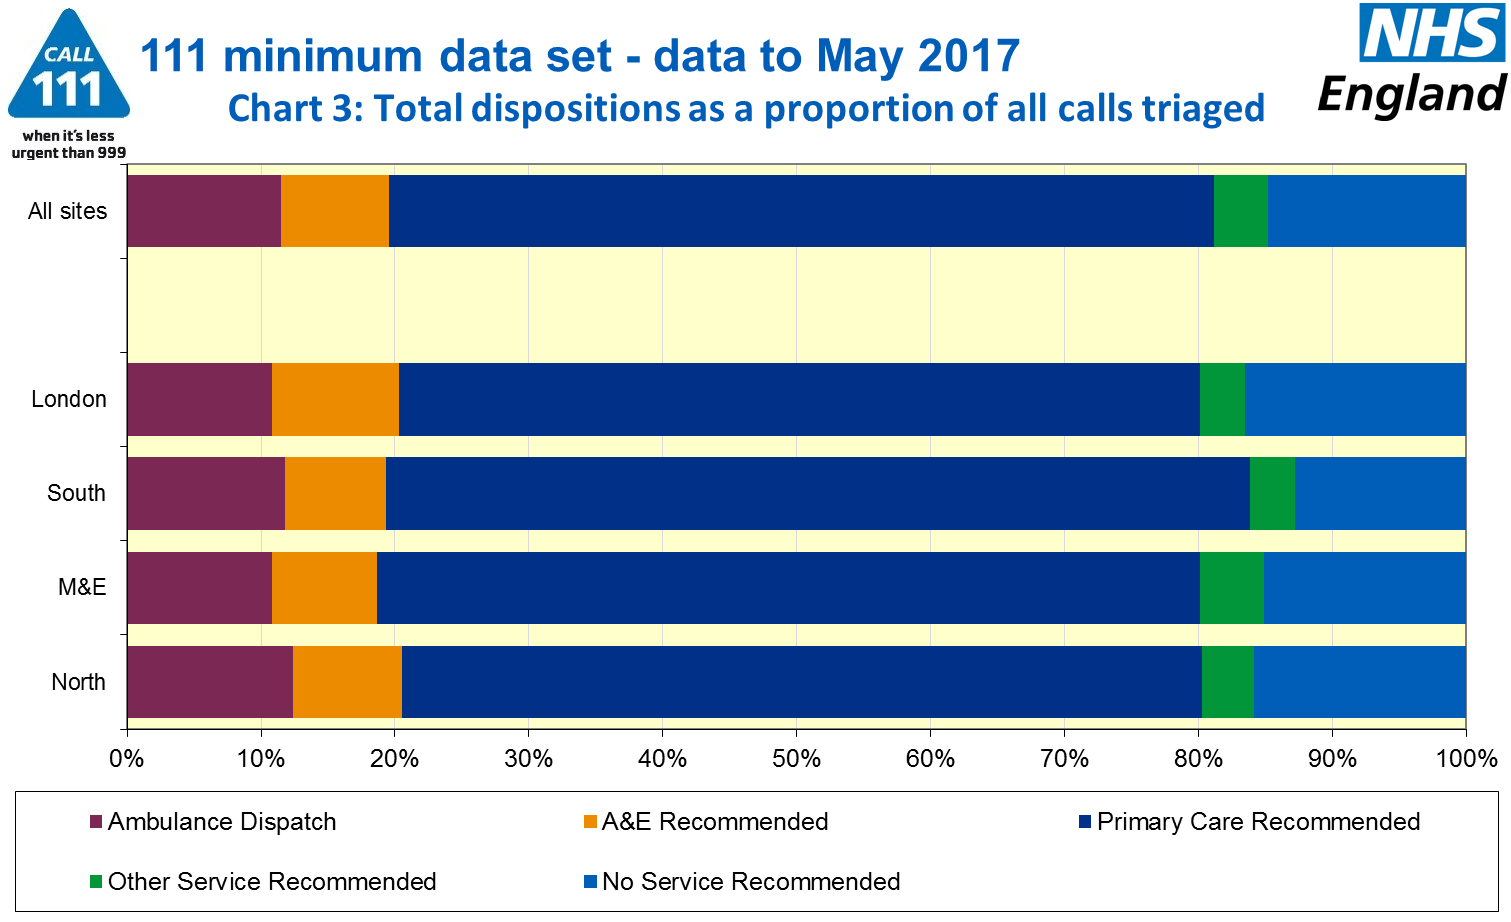 CALL
111
when it's less
urgent than 999
111 minimum data set - data to May 2017
Chart 3: Total dispositions as a proportion of all calls triaged
NHS
England
All sites
London
South
M&E
North
0% 10% 20% 30% 40% 50% 60% 70% 80% 90% 100%
Ambulance Dispatch A&E Recommended Primary Care Recommended
Other Service Recommended No Service Recommended